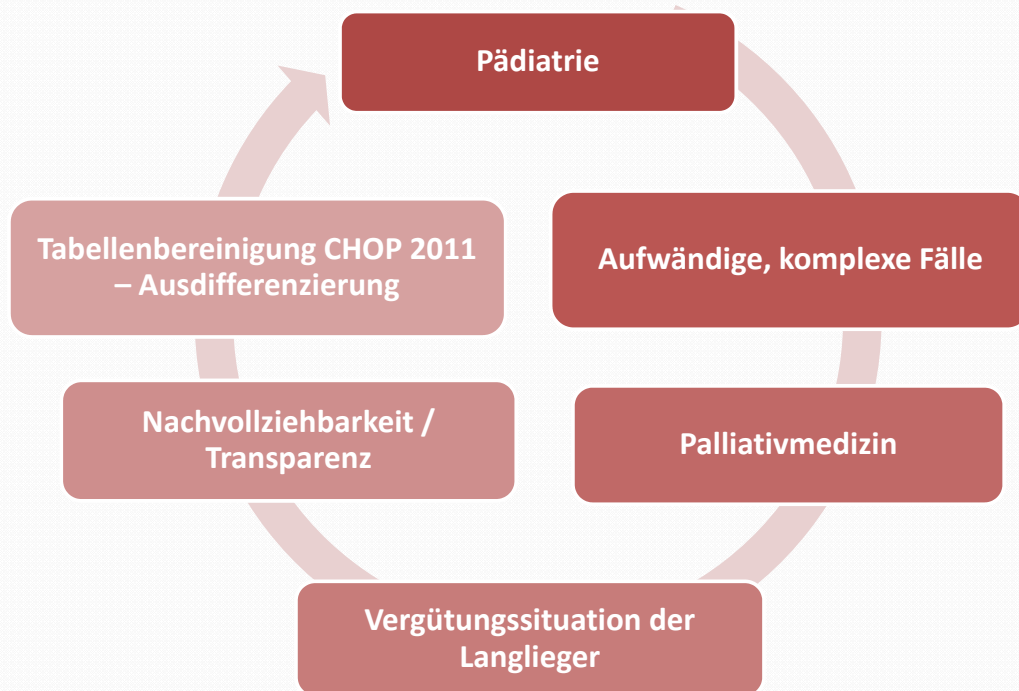 Pädiatrie
Aufwändige, komplexe Fälle
Palliativmedizin
Vergütungssituation der
Langlieger
Nachvollziehbarkeit /
Transparenz
Tabellenbereinigung CHOP 2011
– Ausdifferenzierung